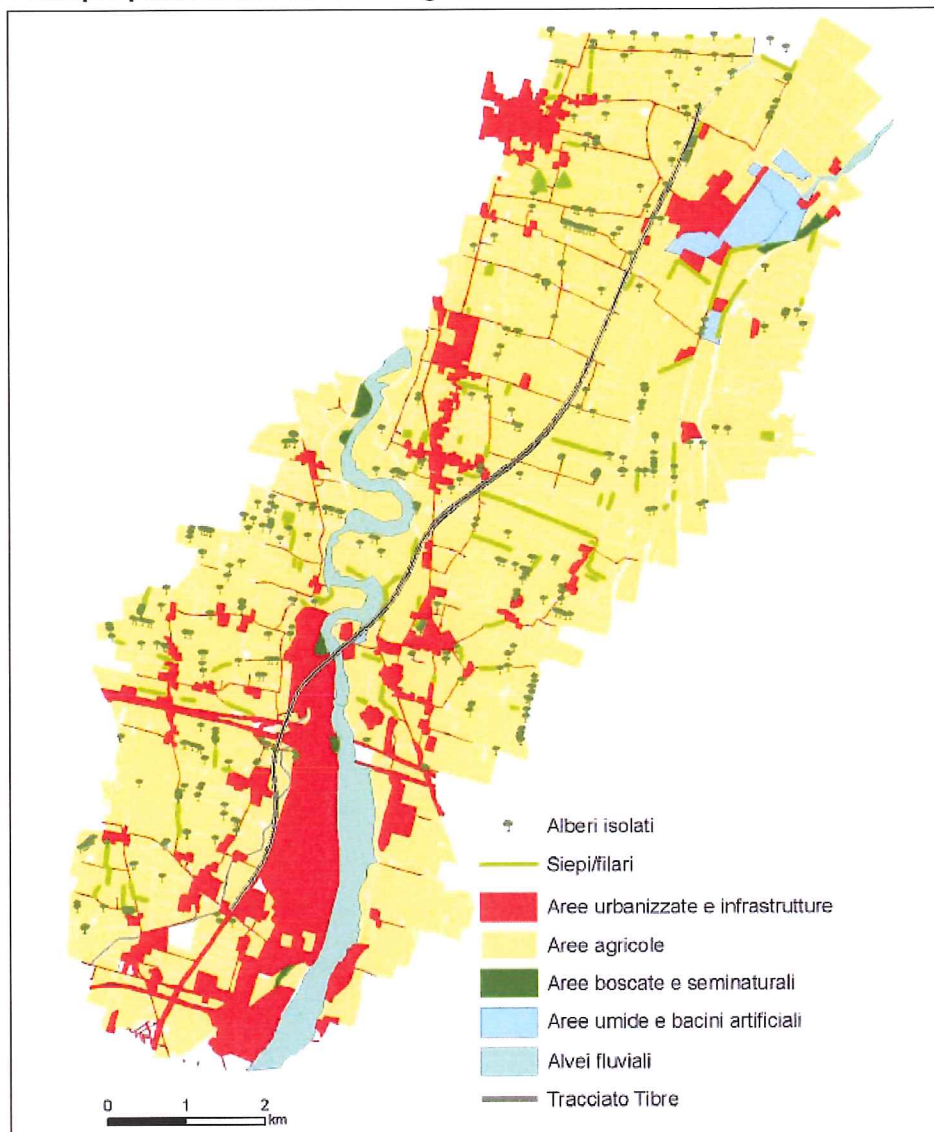 Alberi isolati
Siepi/filari
Aree urbanizzate e infrastrutture
Aree agricole
Aree boscate e seminaturali
Aree umide e bacini artificiali
Alvei fluviali
Tracciato Tibre
0 1 2
km